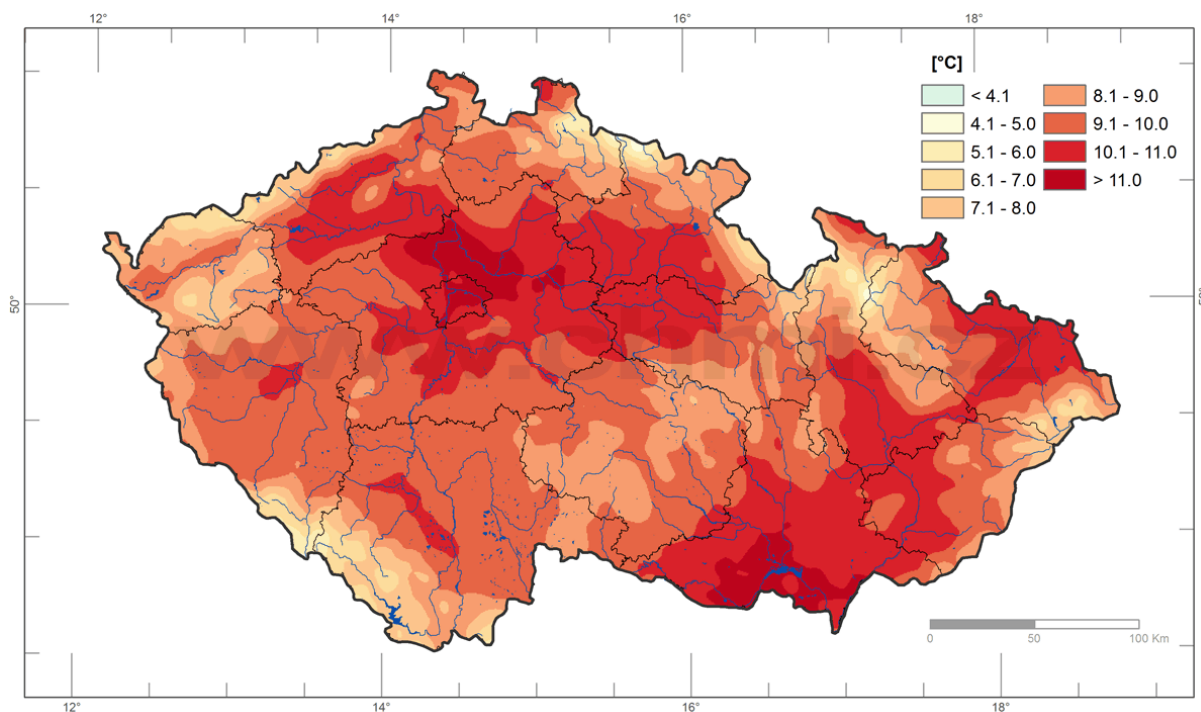 12° 14° 16° 18°
[°C]
< 4.1 8.1 - 9.0
4.1 - 5.0 9.1 - 10.0
5.1 - 6.0 10.1 - 11.0
6.1 - 7.0 > 11.0
7.1 - 8.0
50°
0 50 100 Km
12° 14° 16° 18°